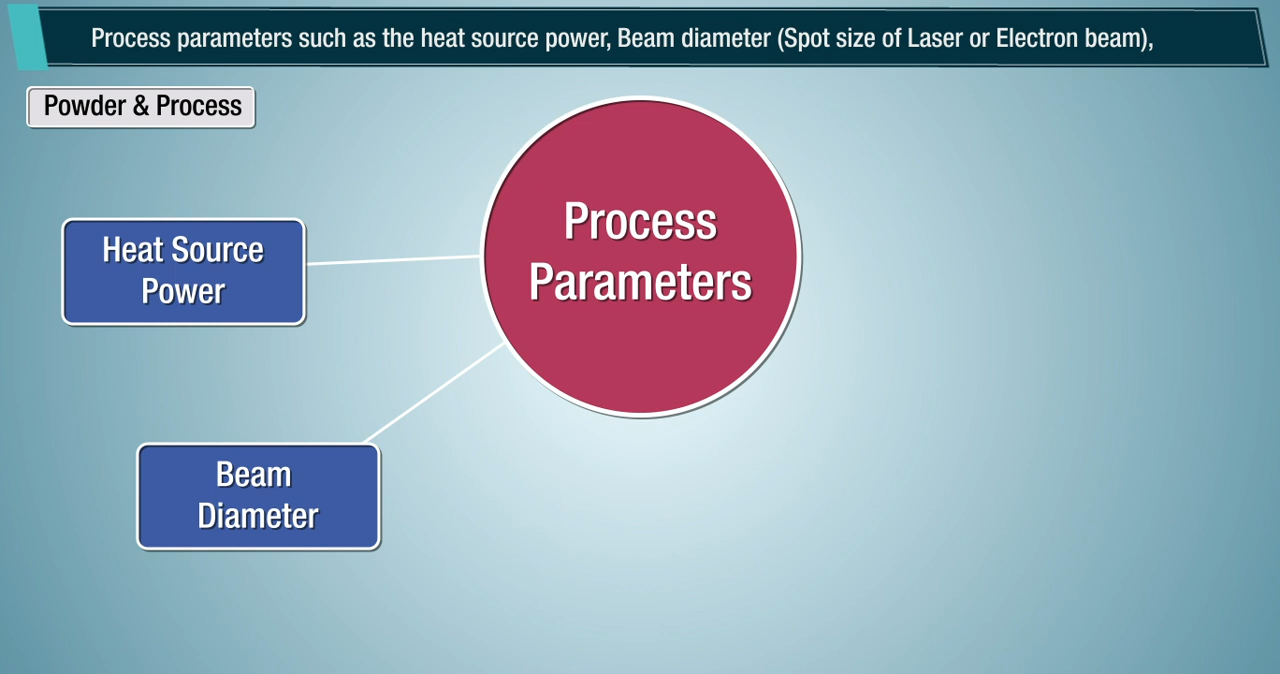 Process parameters such as the heat source power, Beam diameter (Spot size of Laser or Electron beam),
Powder & Process
Process
Parameters
Heat Source
Power
Beam
Diameter